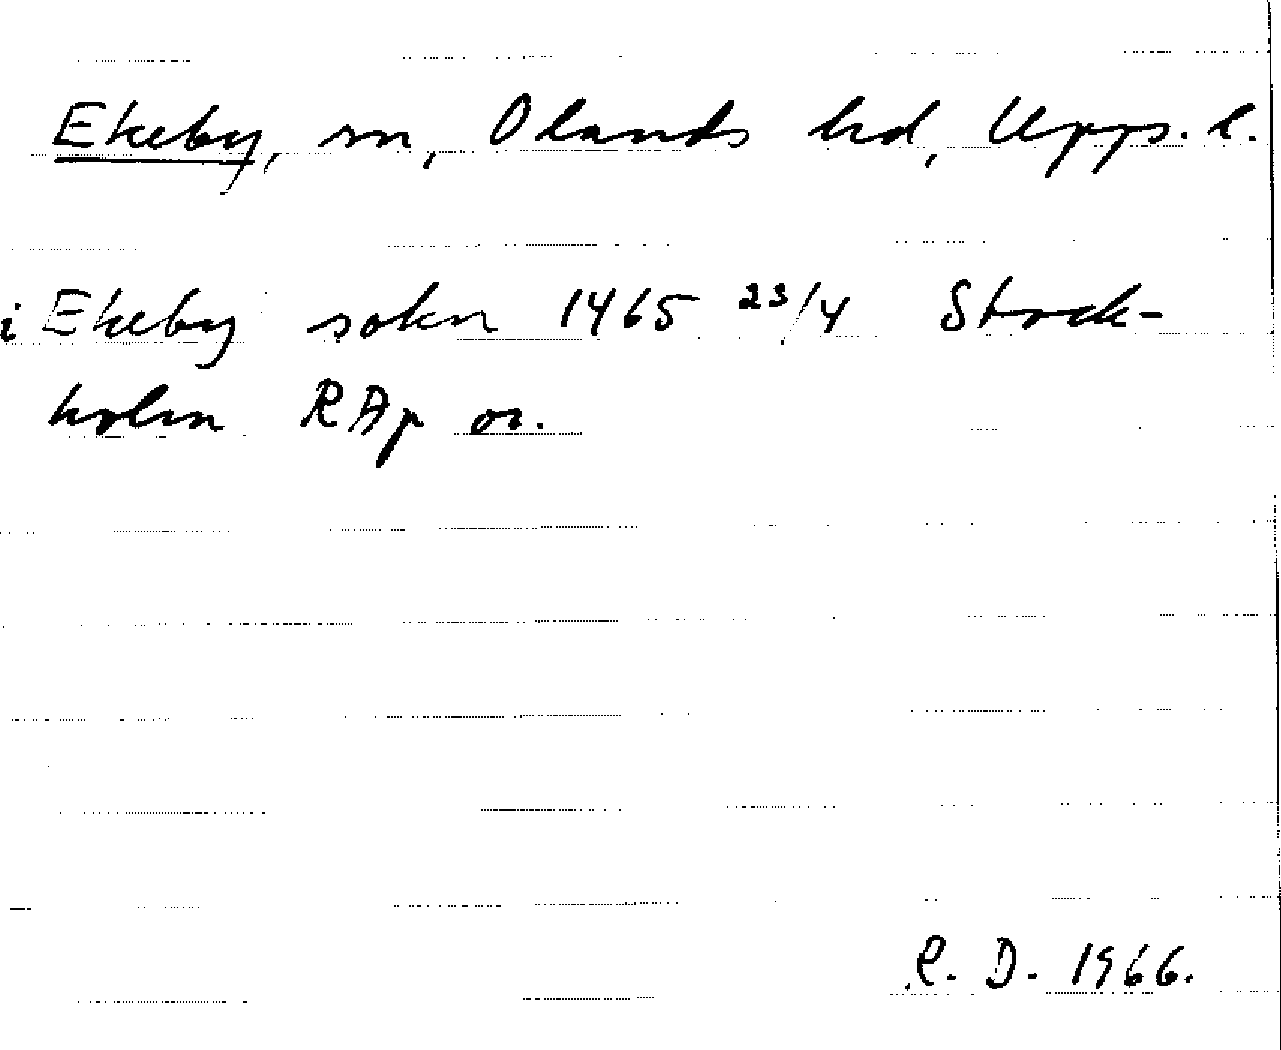 Ekeby, sn, Olands hd, Upps. l.
i Ekeby sokn 1465 23/4 Stock-
holm RAp or.
R. D. 1966.